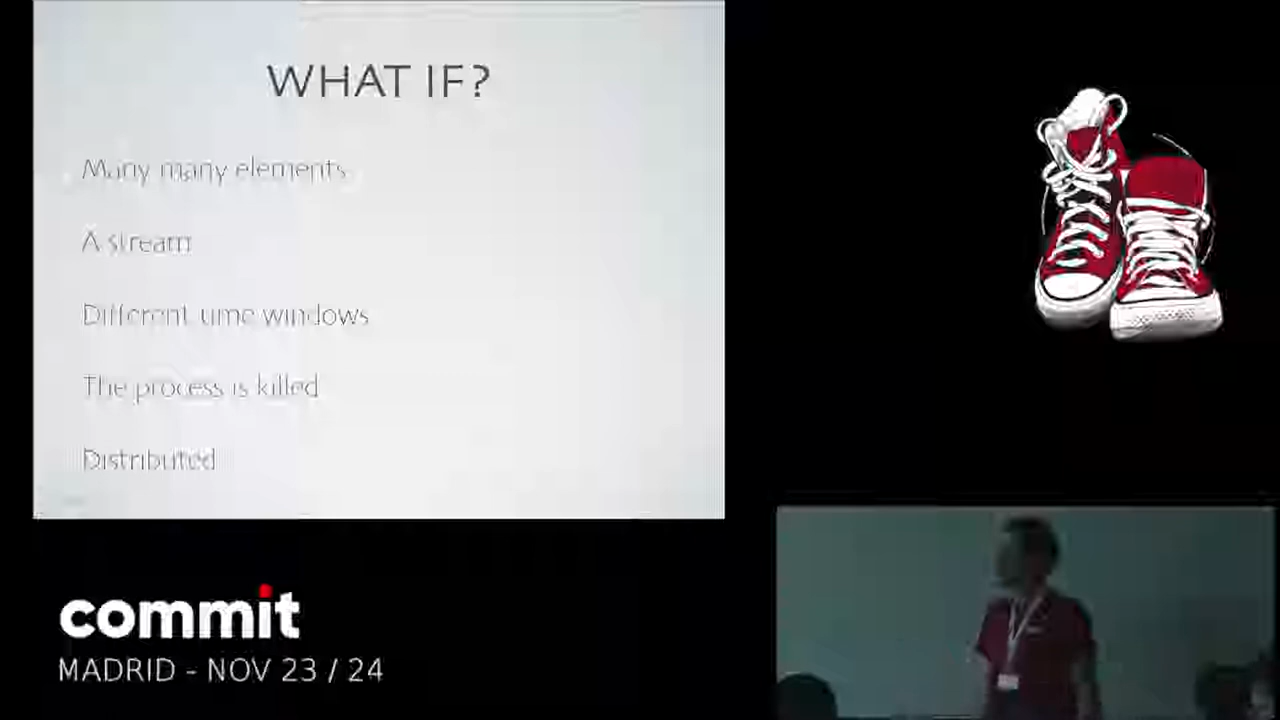 WHAT IF?
Many many elements
A stream
Different time windows
The process is killed
Distributed
commit
MADRID - NOV 23 / 24